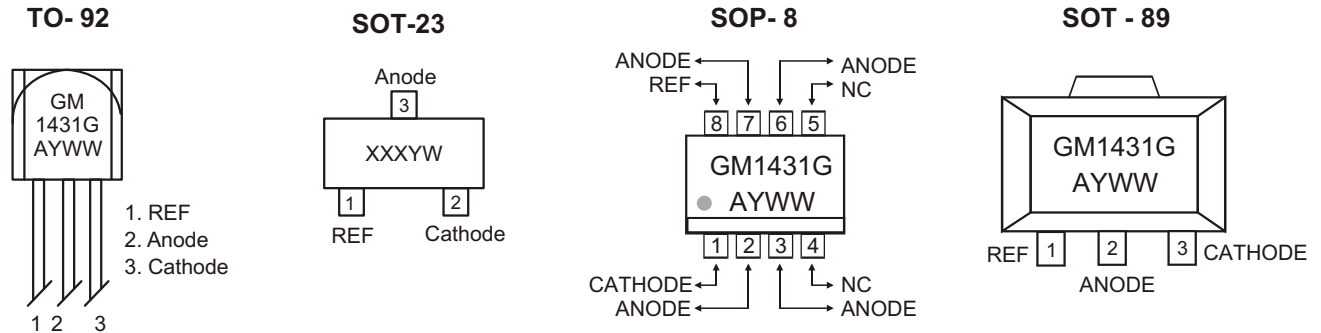 TO- 92
GM
1431G
AYWW
1. REF
2. Anode
3. Cathode
1 2 3
SOT-23
Anode
3
XXXYW
1 2
REF Cathode
SOP- 8
ANODE ANODE
REF NC
8 7 6 5
GM1431G
AYWW
1 2 3 4
CATHODE NC
ANODE ANODE
SOT - 89
GM1431G
AYWW
REF 1 2 3 CATHODE
ANODE